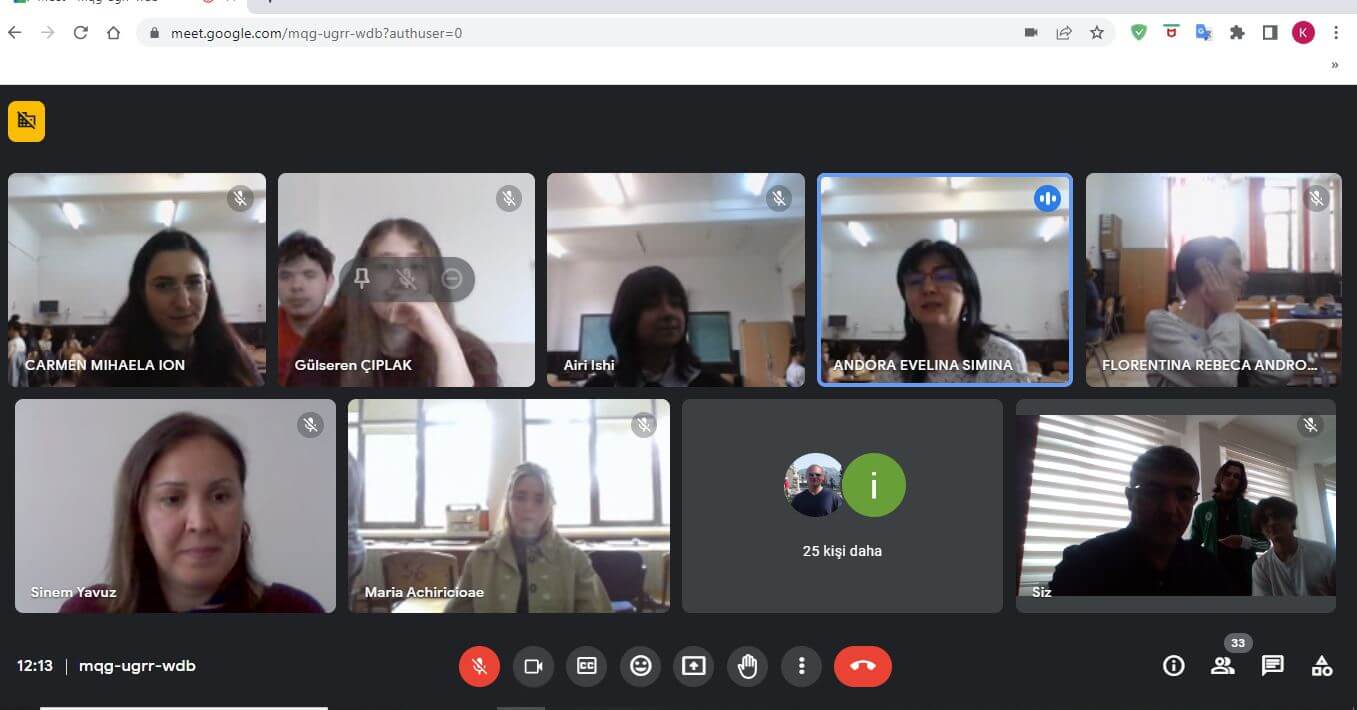 meet.google.com/mqg-ugrr-wdb?authuser=0
K
»
CARMEN MIHAELA ION
Gülseren ÇIPLAK
Airi Ishi
ANDORA EVELINA SIMINA
FLORENTINA REBECA ANDRO...
i
25 kişi daha
Sinem Yavuz
Maria Achiricioae
Siz
12:13 | mqg-ugrr-wdb
CC
33